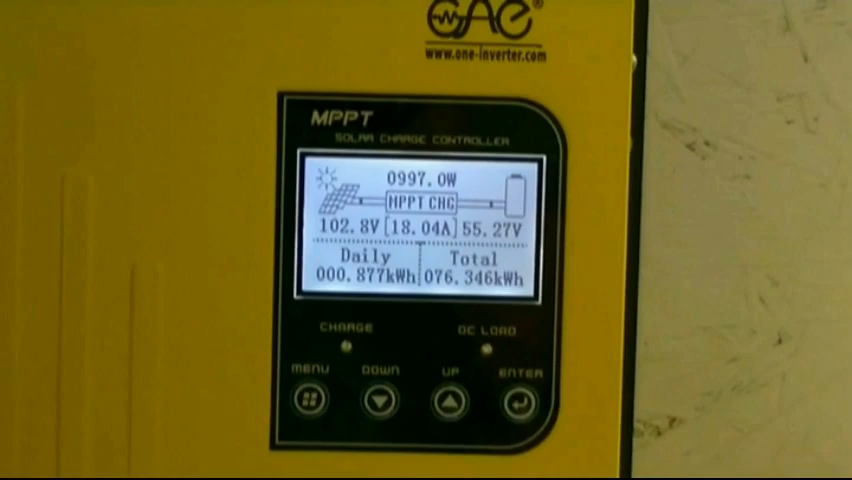 www.one-inverter.com
MPPT
SOLAR CHARGE CONTROLLER
0997.0W
MPPT CHG
102.8V[18.04A]55.27V
Daily Total
000.877kWh 076.346kWh
CHARGE DC LOAD
MENU DOWN UP ENTER